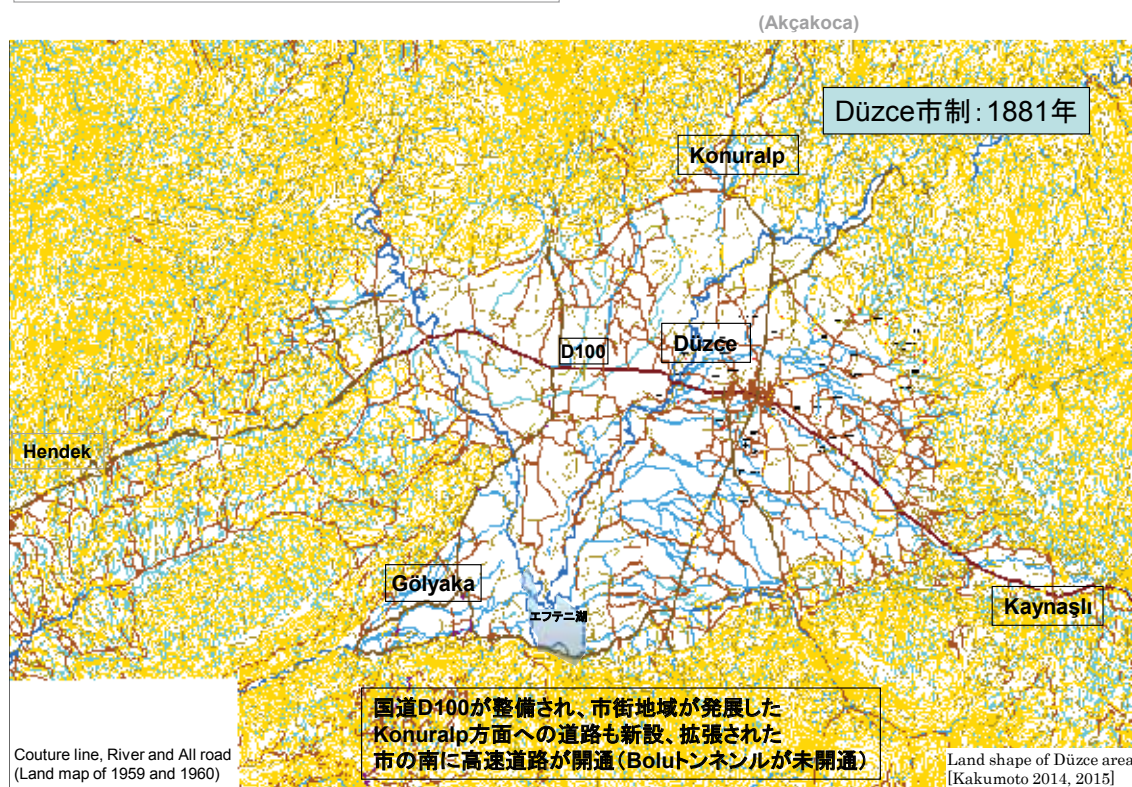 (Akçakoca)
Düzce市制：1881年
Konuralp
Düzce
D100
Hendek
Gölyaka
エフテニ湖
Kaynaşlı
国道D100が整備され、市街地域が発展した
Konuralp方面への道路も新設、拡張された
市の南に高速道路が開通（Boluトンネンルが未開通）
Couture line, River and All road
(Land map of 1959 and 1960)
Land shape of Düzce area
[Kakumoto 2014, 2015]